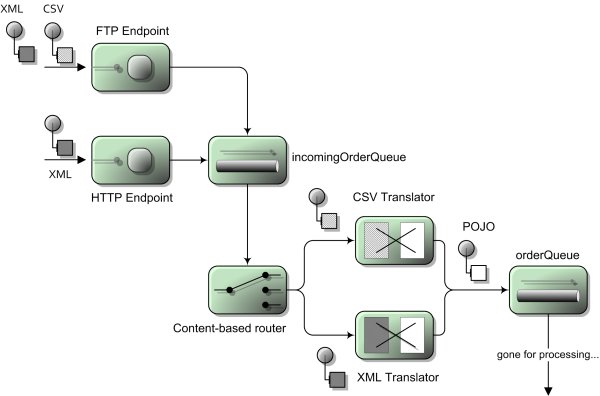 XML
CSV
FTP Endpoint
XML
HTTP Endpoint
incomingOrderQueue
Content-based router
CSV Translator
XML Translator
POJO
orderQueue
gone for processing...